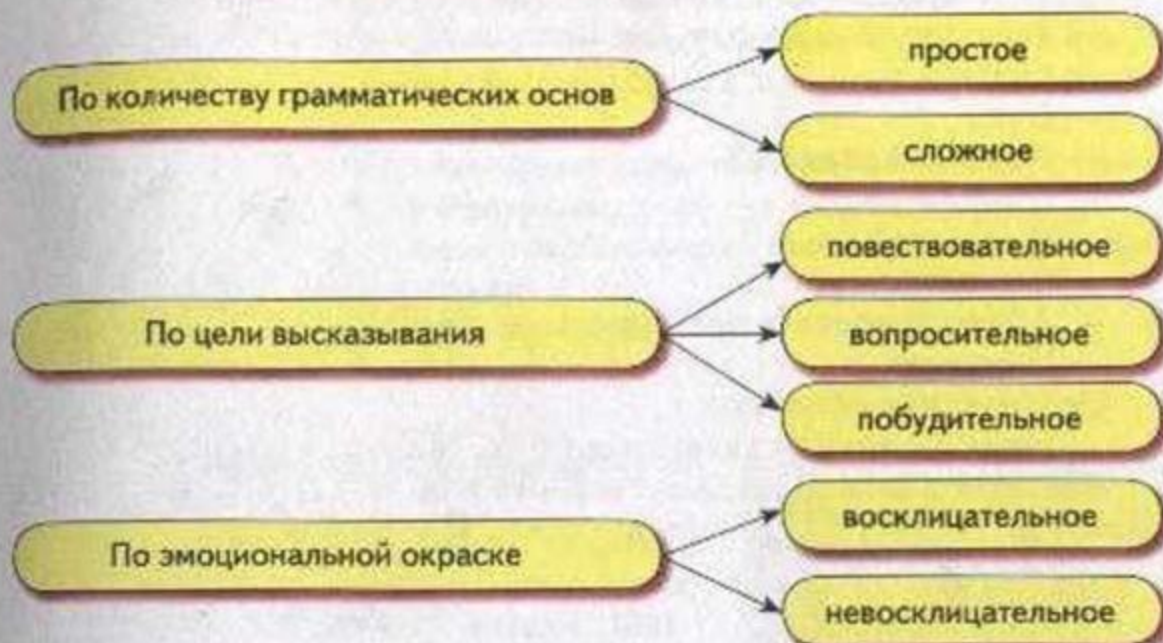 По количеству грамматических основ
простое
сложное
По цели высказывания
повествовательное
вопросительное
побудительное
По эмоциональной окраске
восклицательное
невосклицательное